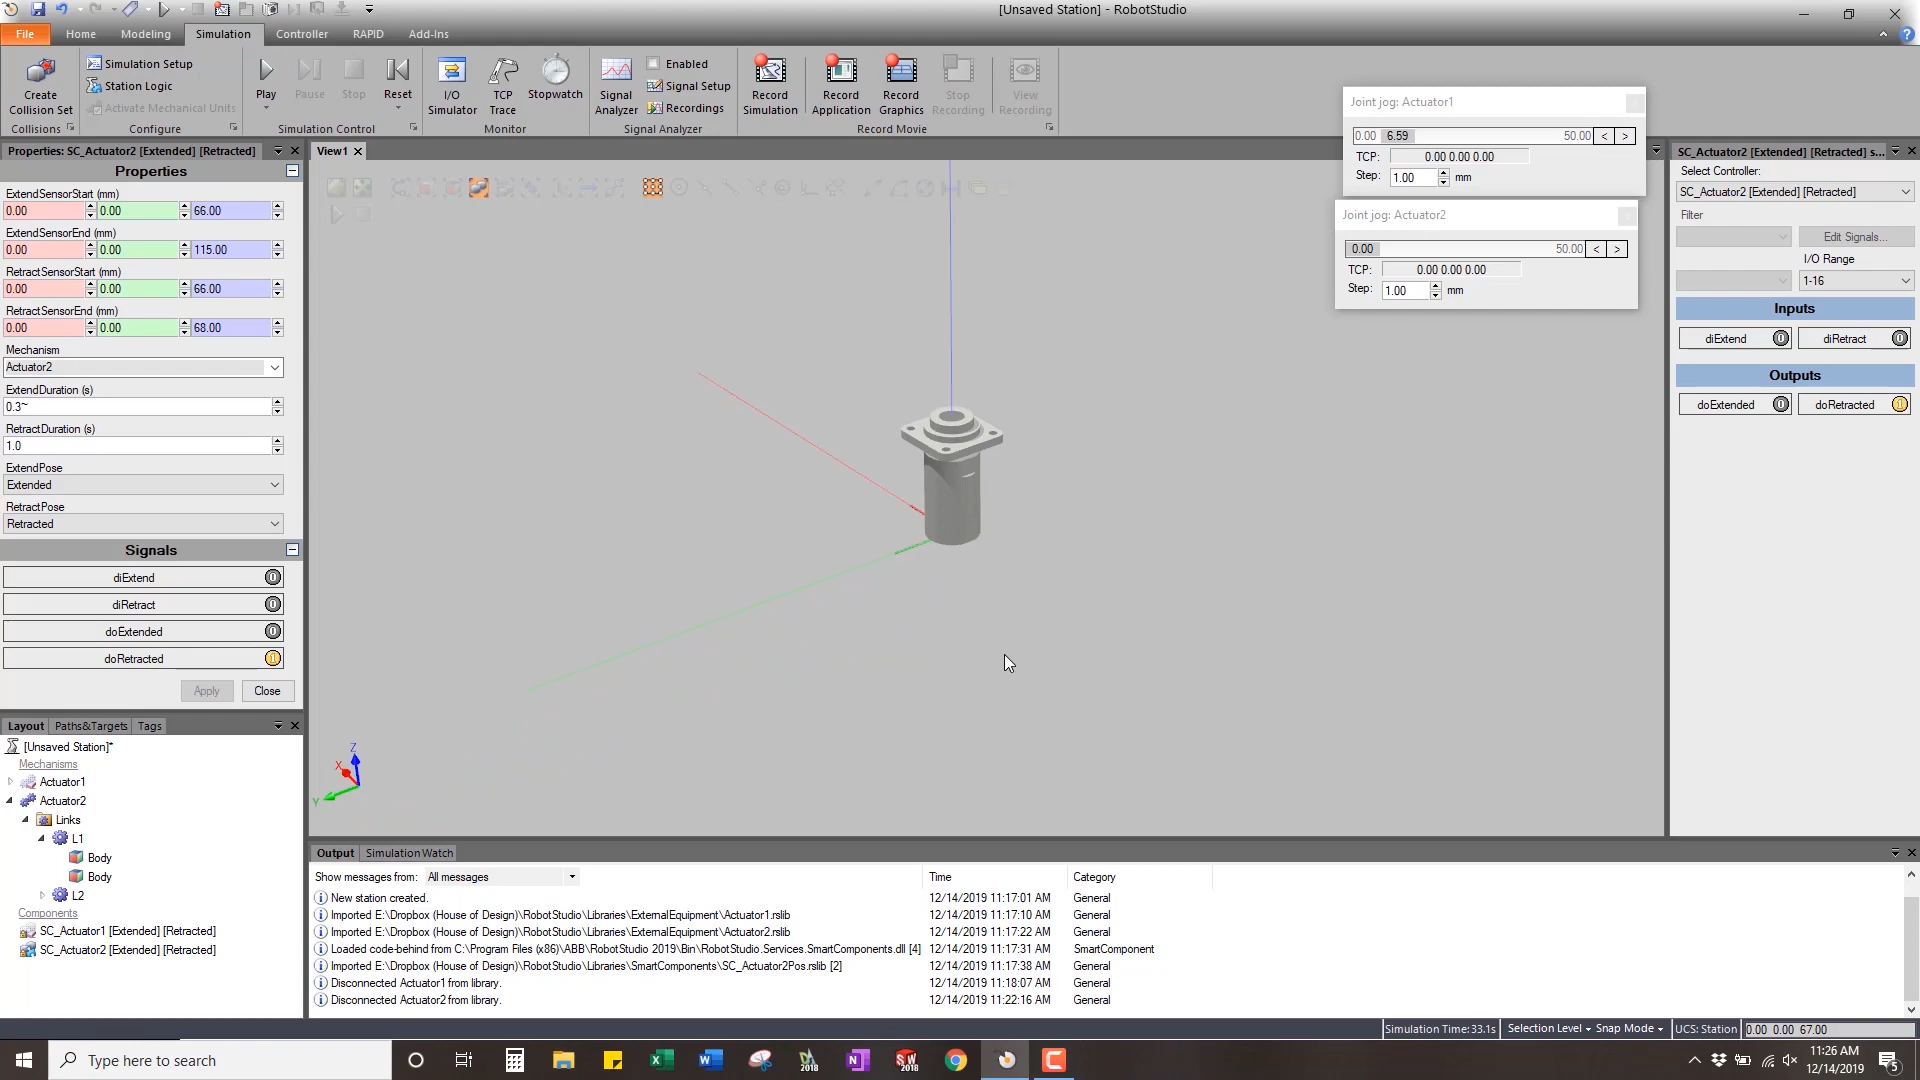 [Unsaved Station] - RobotStudio
File Home Modeling Simulation Controller RAPID Add-Ins
Create Collision Set
Simulation Setup
Station Logic
Activate Mechanical Units
Play Pause Stop Reset
I/O Simulator
TCP Trace
Stopwatch
Signal Analyzer
Enabled
Signal Setup
Recordings
Record Simulation
Record Application
Record Graphics
Stop Recording
View Recording
Collisions Configure Simulation Control Monitor Signal Analyzer Record Movie
Joint jog: Actuator1
0.00 6.59 50.00 < >
TCP: 0.00 0.00 0.00
Step: 1.00 mm
Joint jog: Actuator2
0.00 50.00 < >
TCP: 0.00 0.00 0.00
Step: 1.00 mm
Properties: SC_Actuator2 [Extended] [Retracted]
Properties
ExtendSensorStart (mm)
0.00 0.00 66.00
ExtendSensorEnd (mm)
0.00 0.00 115.00
RetractSensorStart (mm)
0.00 0.00 66.00
RetractSensorEnd (mm)
0.00 0.00 68.00
Mechanism
Actuator2
ExtendDuration (s)
0.3~
RetractDuration (s)
1.0
ExtendPose
Extended
RetractPose
Retracted
Signals
diExtend 0
diRetract 0
doExtended 0
doRetracted 1
Apply Close
View1
Z
X
Y
SC_Actuator2 [Extended] [Retracted] s...
Select Controller:
SC_Actuator2 [Extended] [Retracted]
Filter
Edit Signals...
I/O Range
1-16
Inputs
diExtend 0 diRetract 0
Outputs
doExtended 0 doRetracted 1
Layout Paths&Targets Tags
[Unsaved Station]*
Mechanisms
Actuator1
Actuator2
Links
L1
Body
Body
L2
Components
SC_Actuator1 [Extended] [Retracted]
SC_Actuator2 [Extended] [Retracted]
Output Simulation Watch
Show messages from: All messages Time Category
New station created. 12/14/2019 11:17:01 AM General
Imported E:\Dropbox (House of Design)\RobotStudio\Libraries\ExternalEquipment\Actuator1.rslib 12/14/2019 11:17:10 AM General
Imported E:\Dropbox (House of Design)\RobotStudio\Libraries\ExternalEquipment\Actuator2.rslib 12/14/2019 11:17:22 AM General
Loaded code-behind from C:\Program Files (x86)\ABB\RobotStudio 2019\Bin\RobotStudio.Services.SmartComponents.dll [4] 12/14/2019 11:17:31 AM SmartComponent
Imported E:\Dropbox (House of Design)\RobotStudio\Libraries\SmartComponents\SC_Actuator2Pos.rslib [2] 12/14/2019 11:17:38 AM General
Disconnected Actuator1 from library. 12/14/2019 11:18:07 AM General
Disconnected Actuator2 from library. 12/14/2019 11:22:16 AM General
Simulation Time: 33.1s Selection Level Snap Mode UCS: Station 0.00 0.00 67.00
Type here to search
2018
2018
11:26 AM
12/14/2019
5